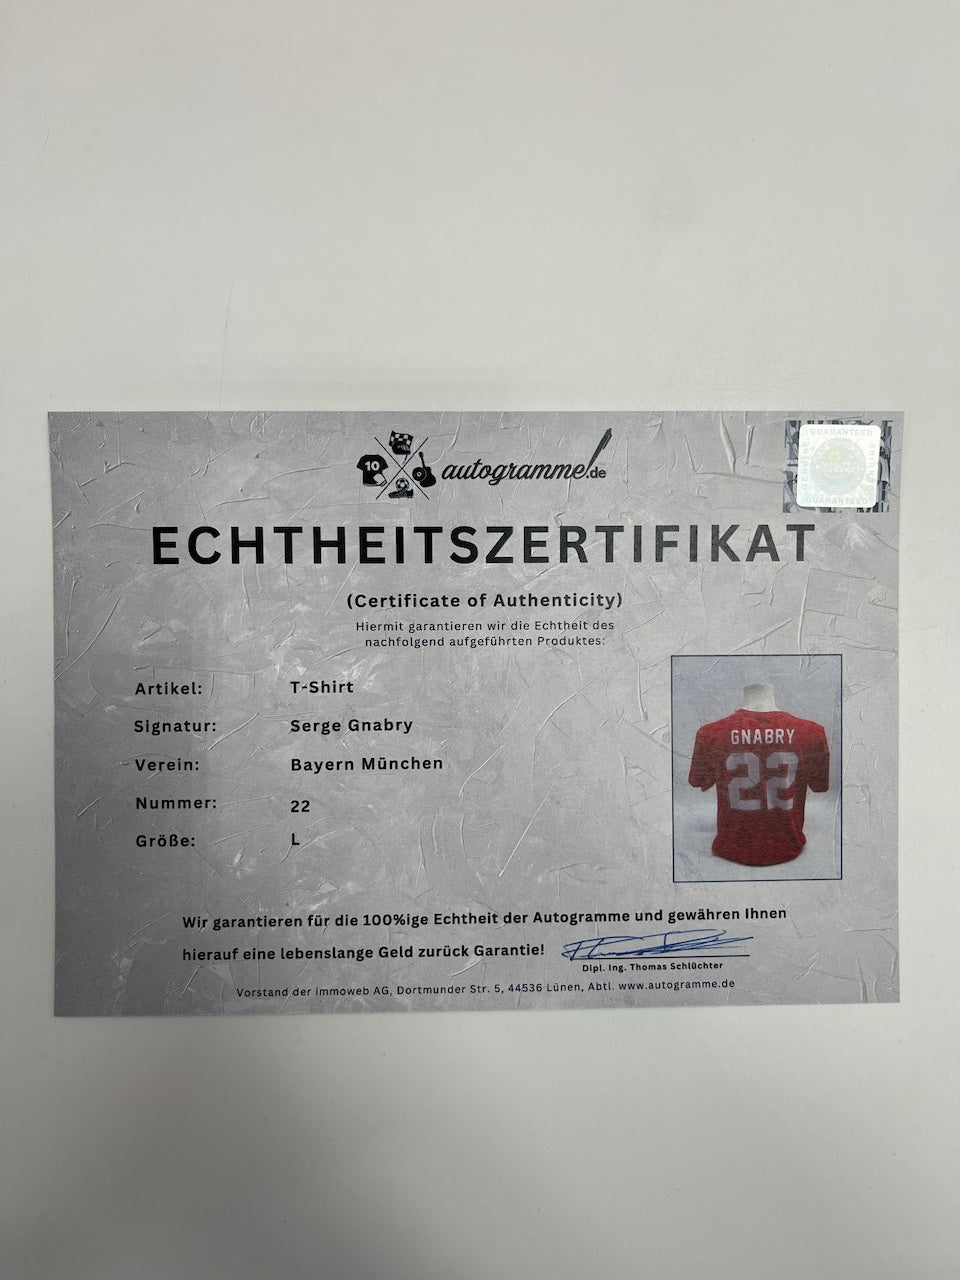 10
autogramme!.de
GUARANTEED
GUARANTEED
ECHTHEITSZERTIFIKAT
(Certificate of Authenticity)
Hiermit garantieren wir die Echtheit des
nachfolgend aufgeführten Produktes:
Artikel: T-Shirt
Signatur: Serge Gnabry
Verein: Bayern München
Nummer: 22
Größe: L
GNABRY
22
Wir garantieren für die 100%ige Echtheit der Autogramme und gewähren Ihnen
hierauf eine lebenslange Geld zurück Garantie!
Dipl. Ing. Thomas Schlüchter
Vorstand der immoweb AG, Dortmunder Str. 5, 44536 Lünen, Abtl. www.autogramme.de